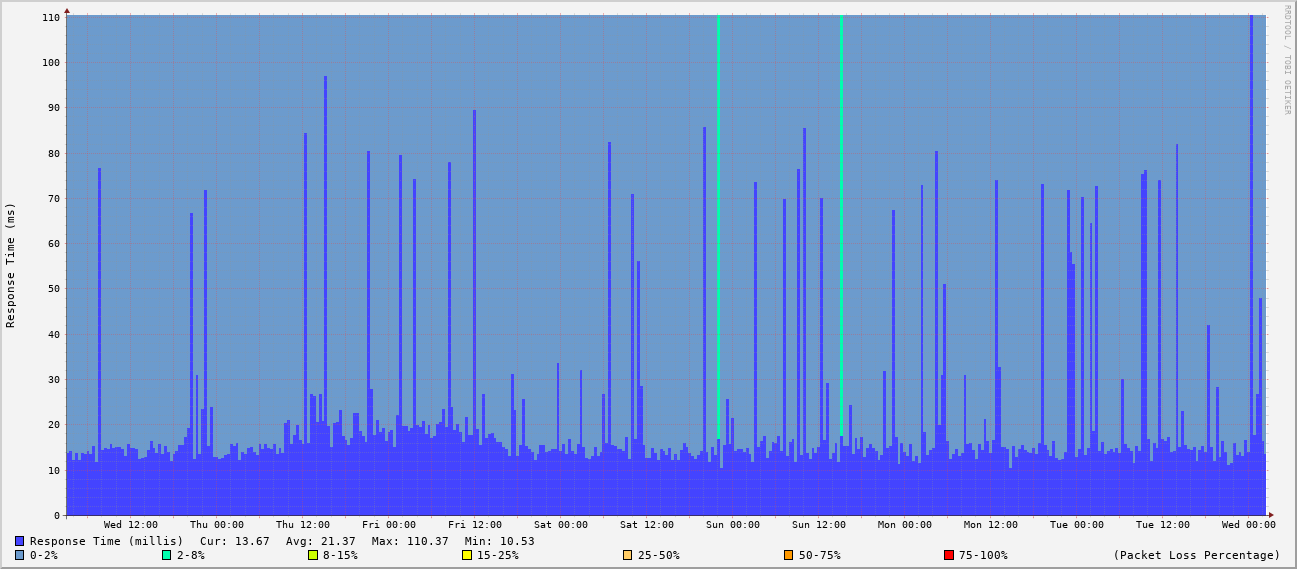 RRDTOOL / TOBI OETIKER
Response Time (ms)
110
100
90
80
70
60
50
40
30
20
10
0
Wed 12:00 Thu 00:00 Thu 12:00 Fri 00:00 Fri 12:00 Sat 00:00 Sat 12:00 Sun 00:00 Sun 12:00 Mon 00:00 Mon 12:00 Tue 00:00 Tue 12:00 Wed 00:00
Response Time (millis) Cur: 13.67 Avg: 21.37 Max: 110.37 Min: 10.53
0-2% 2-8% 8-15% 15-25% 25-50% 50-75% 75-100% (Packet Loss Percentage)